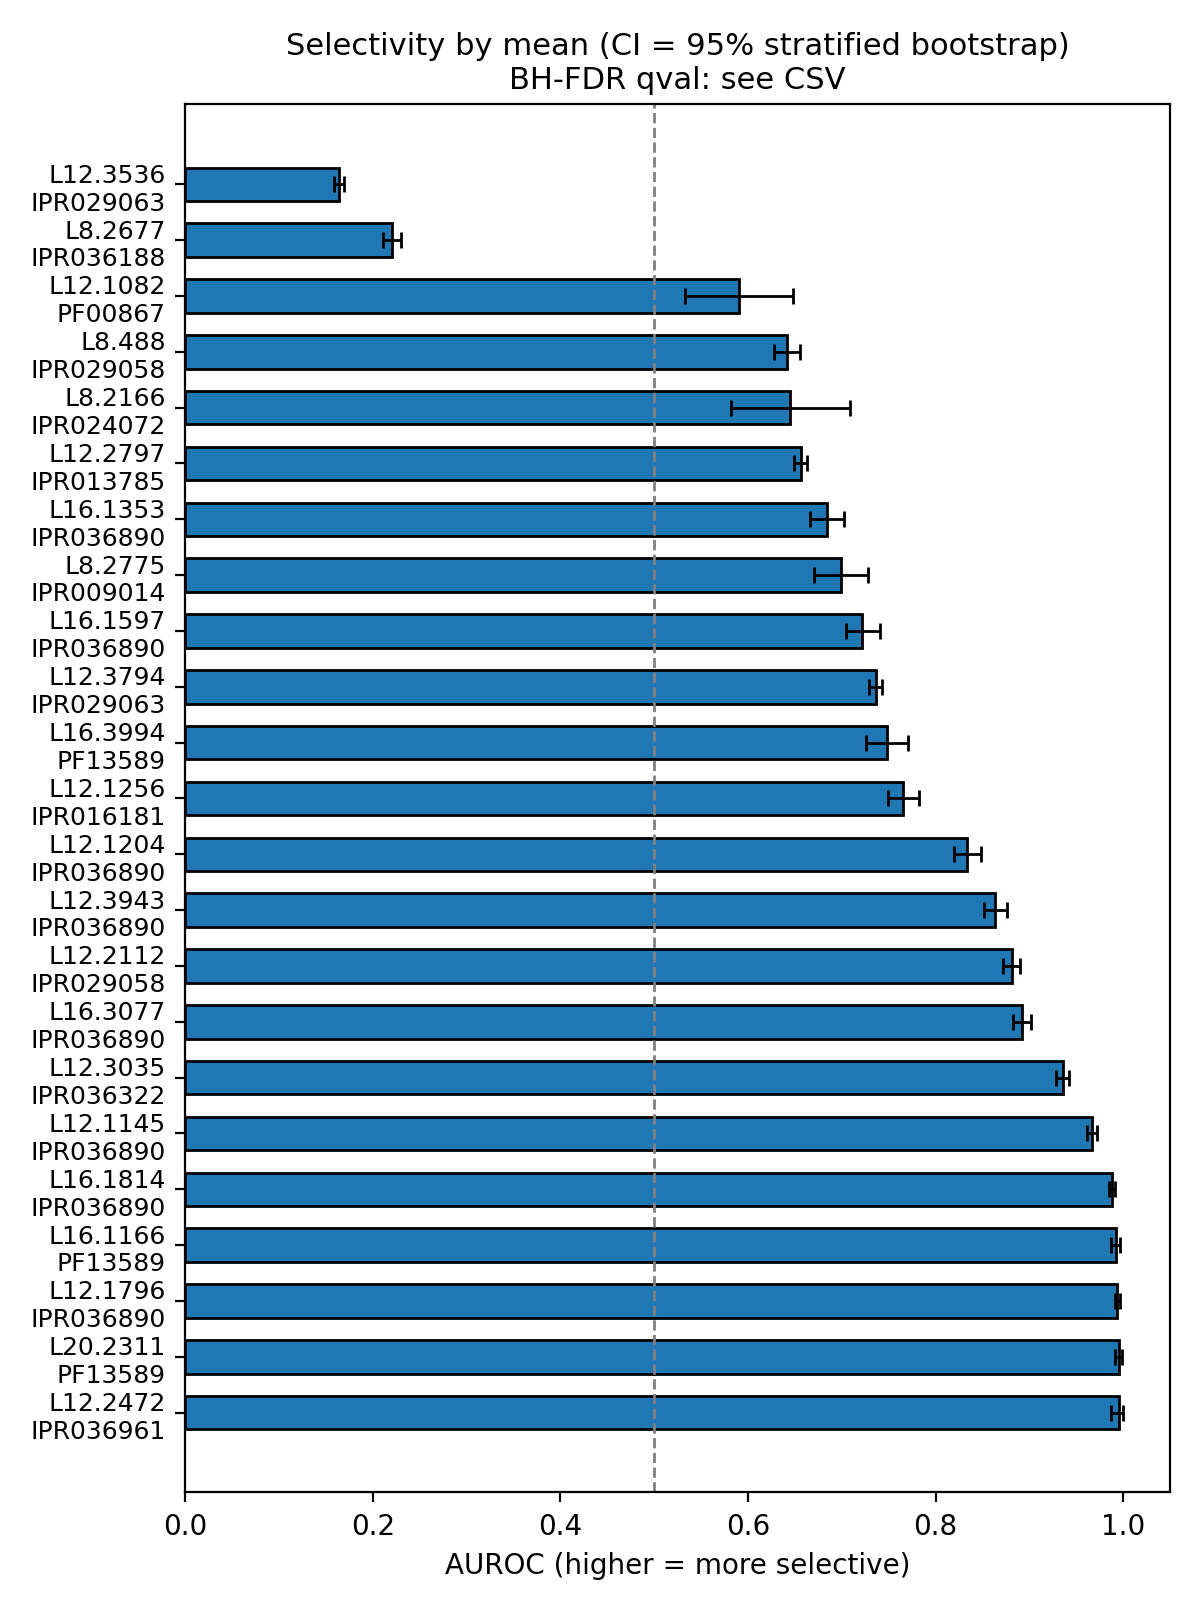 Selectivity by mean (CI = 95% stratified bootstrap)
BH-FDR qval: see CSV
L12.3536
IPR029063
L8.2677
IPR036188
L12.1082
PF00867
L8.488
IPR029058
L8.2166
IPR024072
L12.2797
IPR013785
L16.1353
IPR036890
L8.2775
IPR009014
L16.1597
IPR036890
L12.3794
IPR029063
L16.3994
PF13589
L12.1256
IPR016181
L12.1204
IPR036890
L12.3943
IPR036890
L12.2112
IPR029058
L16.3077
IPR036890
L12.3035
IPR036322
L12.1145
IPR036890
L16.1814
IPR036890
L16.1166
PF13589
L12.1796
IPR036890
L20.2311
PF13589
L12.2472
IPR036961
0.0 0.2 0.4 0.6 0.8 1.0
AUROC (higher = more selective)